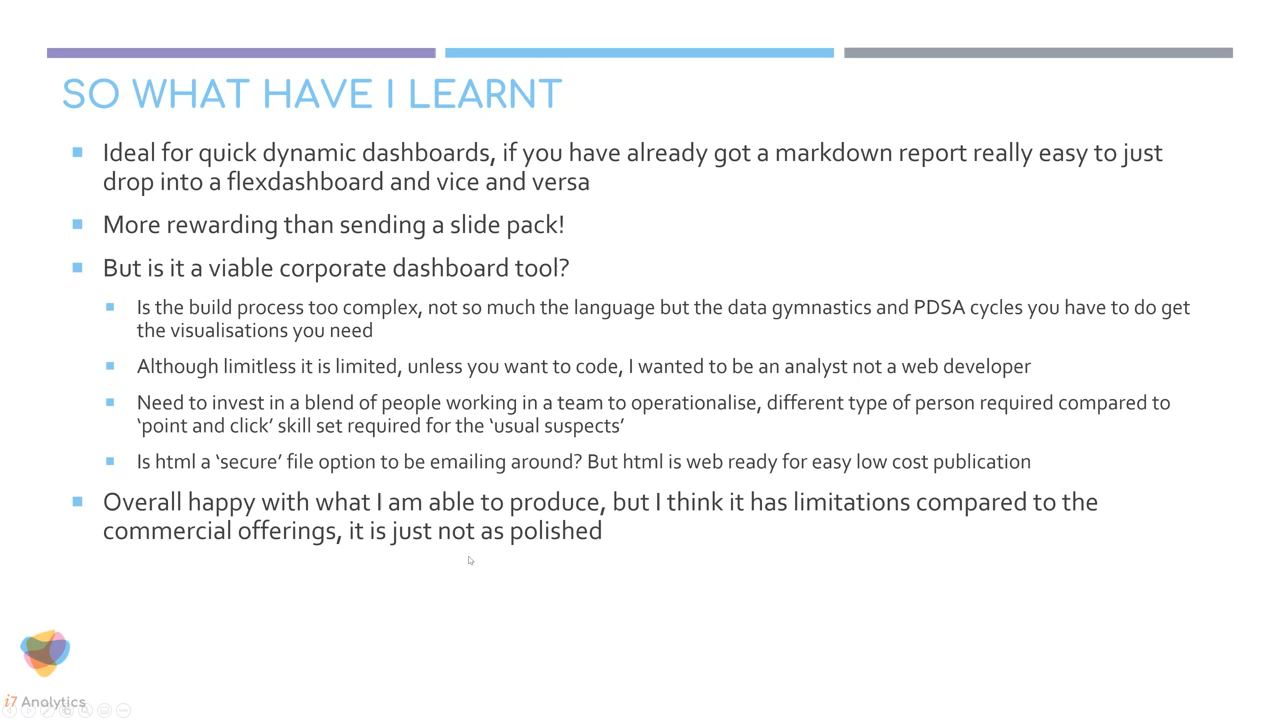 SO WHAT HAVE I LEARNT
Ideal for quick dynamic dashboards, if you have already got a markdown report really easy to just
drop into a flexdashboard and vice and versa
More rewarding than sending a slide pack!
But is it a viable corporate dashboard tool?
Is the build process too complex, not so much the language but the data gymnastics and PDSA cycles you have to do get
the visualisations you need
Although limitless it is limited, unless you want to code, I wanted to be an analyst not a web developer
Need to invest in a blend of people working in a team to operationalise, different type of person required compared to
‘point and click’ skill set required for the ‘usual suspects’
Is html a ‘secure’ file option to be emailing around? But html is web ready for easy low cost publication
Overall happy with what I am able to produce, but I think it has limitations compared to the
commercial offerings, it is just not as polished
i7 Analytics